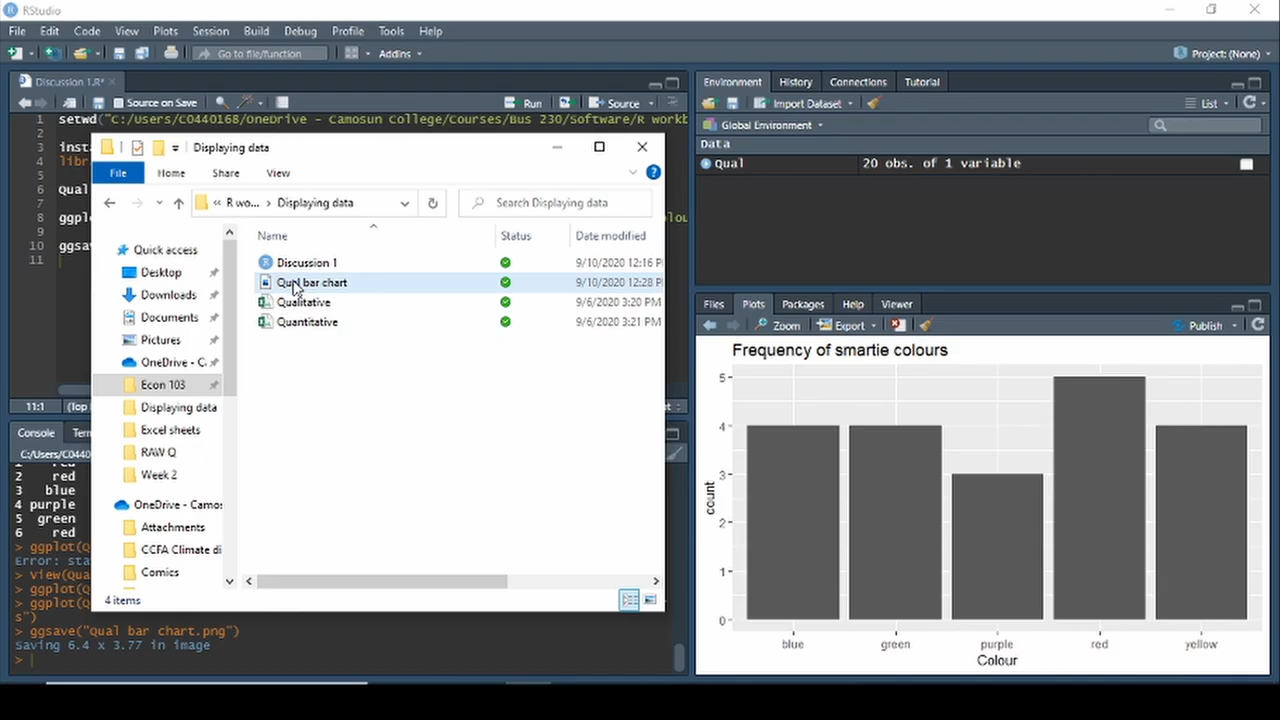 RStudio
File Edit Code View Plots Session Build Debug Profile Tools Help
Go to file/function Addins Project: (None)
Discussion 1.R*
Source on Save Run Source
1 setwd("C:/Users/C0440168/OneDrive - Camosun College/Courses/Bus 230/Software/R workb
2
3 inst
4 libr
5
6 Qual
7
8 ggpl
9
10 ggsa
11
11:1 (Top
Displaying data
File Home Share View
« R wo... > Displaying data
Search Displaying data
Quick access
Desktop
Downloads
Documents
Pictures
OneDrive - C
Econ 103
Displaying data
Excel sheets
RAW Q
Week 2
OneDrive - Camos
Attachments
CCFA Climate di
Comics
Name Status Date modified
Discussion 1 9/10/2020 12:16 P
Qual bar chart 9/10/2020 12:28 P
Qualitative 9/6/2020 3:20 PM
Quantitative 9/6/2020 3:21 PM
4 items
Console Tern
C:/Users/C0440
1 red
2 red
3 blue
4 purple
5 green
6 red
> ggplot(Q
Error: sta
> View(Qua
> ggplot(Q
> ggplot(Q
s")
> ggsave("Qual bar chart.png")
Saving 6.4 x 3.77 in image
>
Environment History Connections Tutorial
Import Dataset List
Global Environment
Data
Qual 20 obs. of 1 variable
Files Plots Packages Help Viewer
Zoom Export Publish
Frequency of smartie colours
count
5
4
3
2
1
0
blue green purple red yellow
Colour